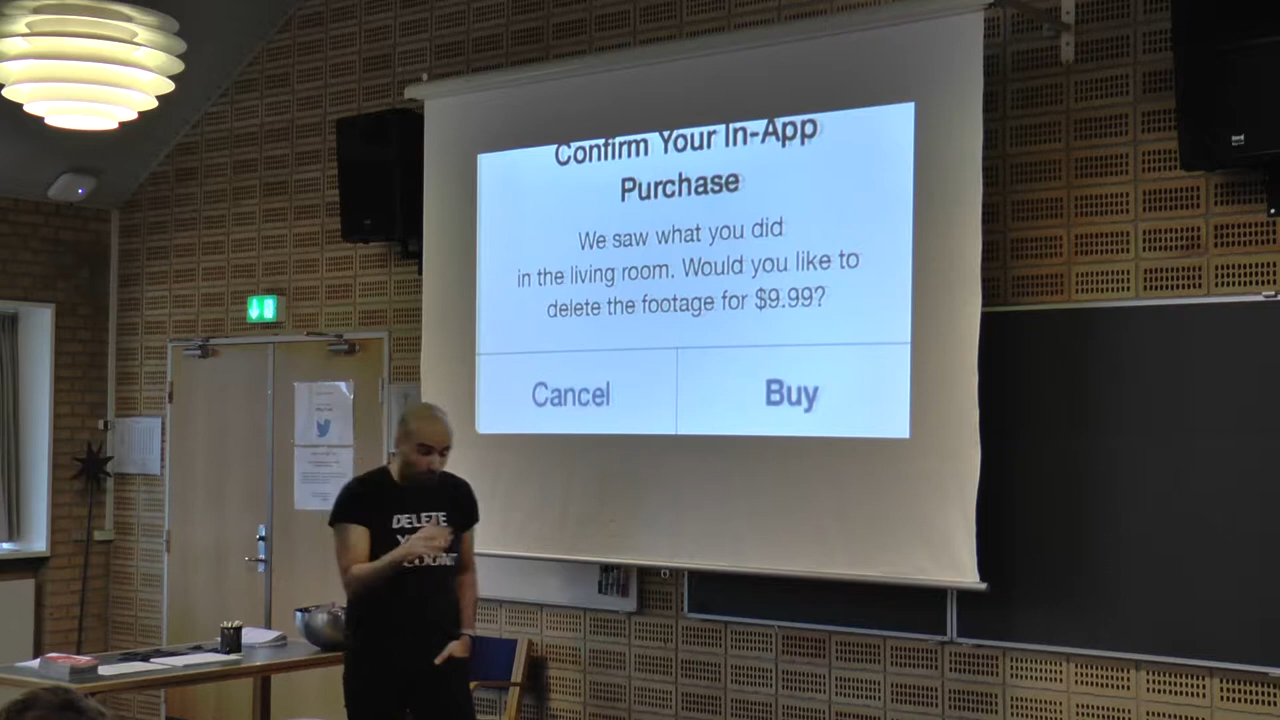 Confirm Your In-App
Purchase
We saw what you did
in the living room. Would you like to
delete the footage for $9.99?
Cancel
Buy
DELETE